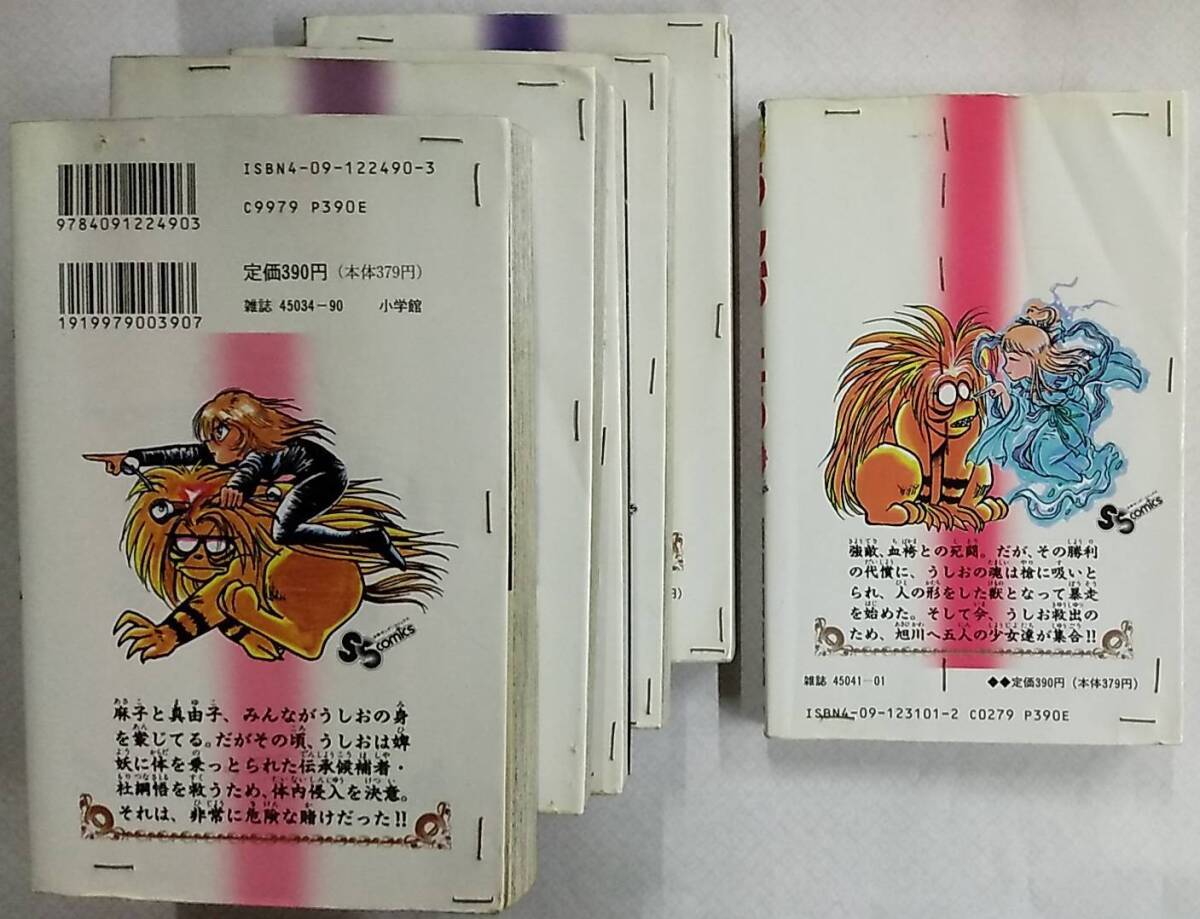 ISBN4-09-122490-3
C9979 P390E
9784091224903
定価390円(本体379円)
雑誌 45034-90 小学館
1919979003907
S5comics
麻子と真由子、みんながうしおの身
を案じてる。だがその頃、うしおは婢
妖に体を乗っとられた伝承候補者・
杜綱悟を救うため、体内侵入を決意。
それは、非常に危険な賭けだった!!
S5comics
強敵、血袴との死闘。だが、その勝利
の代償に、うしおの魂は槍に吸いと
られ、人の形をした獣となって暴走
を始めた。そして今、うしお救出の
ため、旭川へ五人の少女達が集合!!
雑誌 45041-01
◆◆定価390円(本体379円)
ISBN4-09-123101-2 C0279 P390E